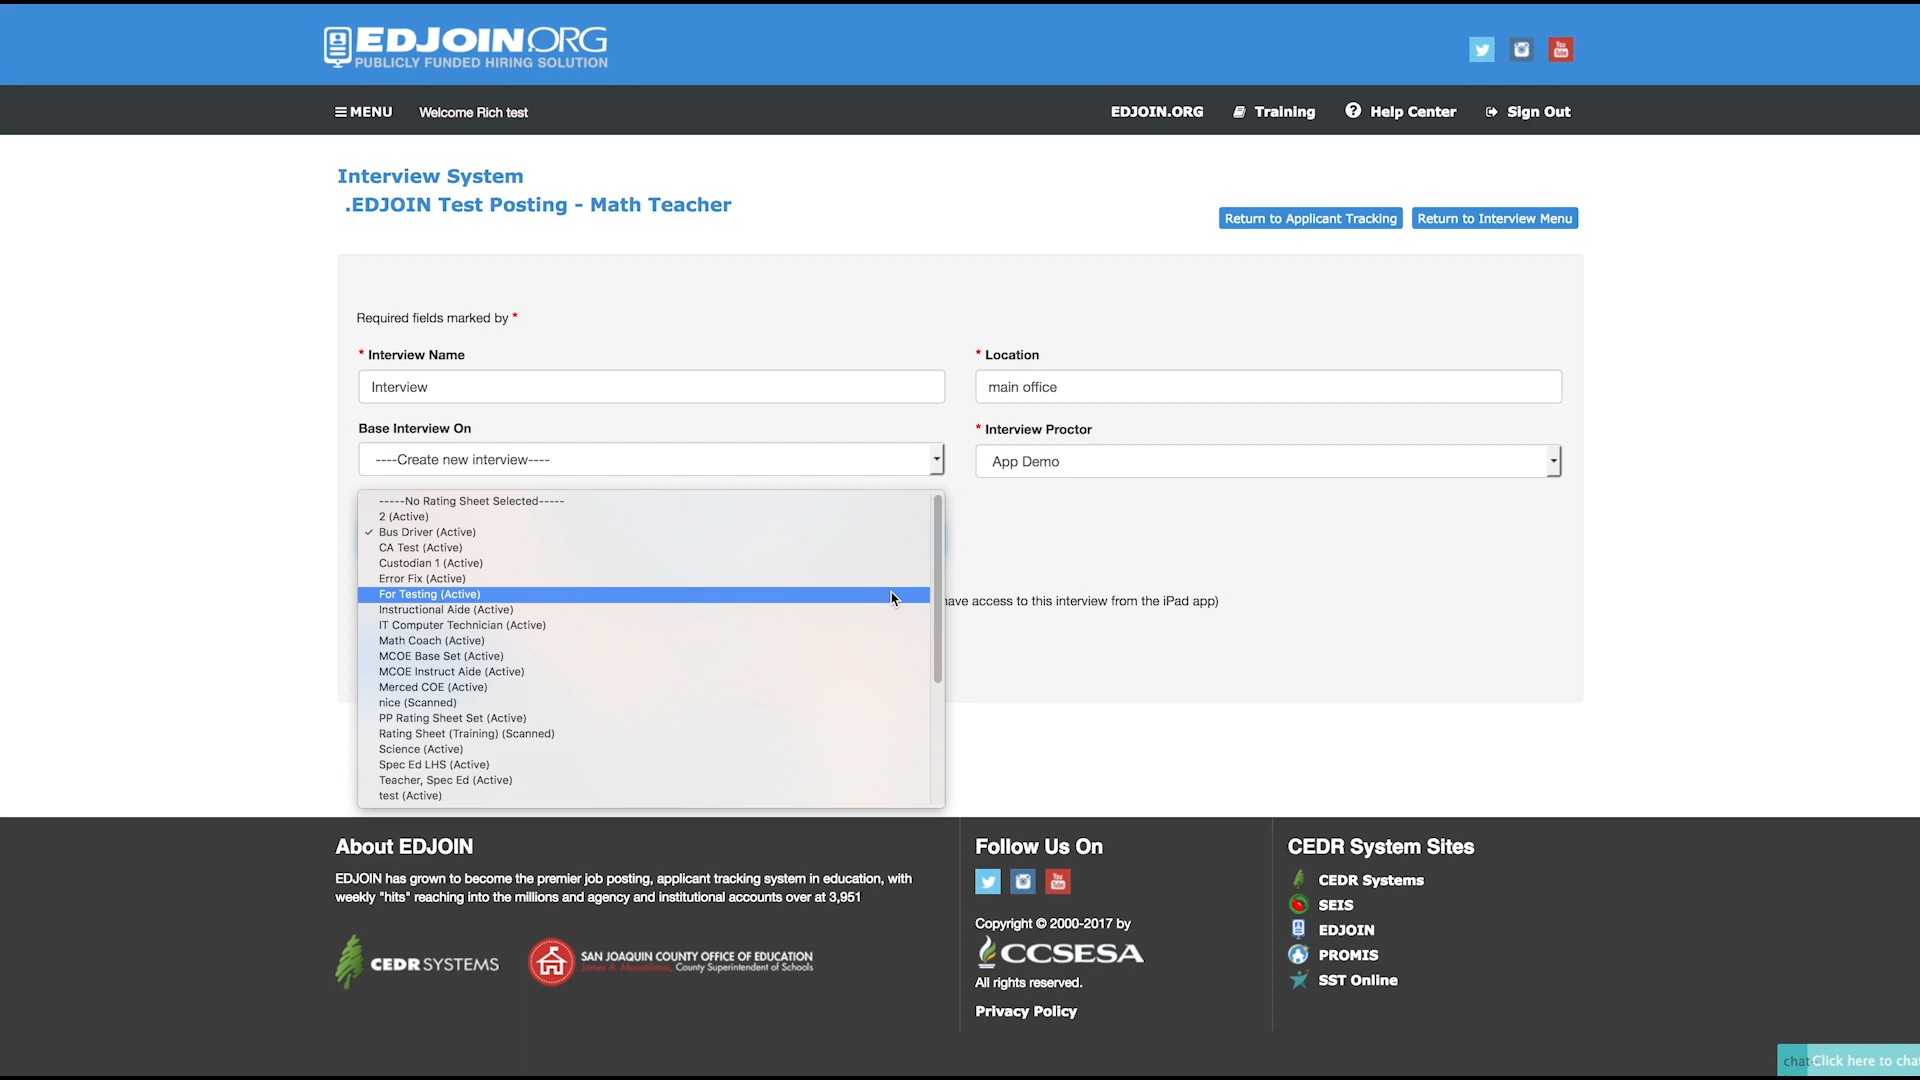 EDJOIN.ORG
PUBLICLY FUNDED HIRING SOLUTION
You Tube
MENU
Welcome Rich test
EDJOIN.ORG
Training
Help Center
Sign Out
Interview System
.EDJOIN Test Posting - Math Teacher
Return to Applicant Tracking
Return to Interview Menu
Required fields marked by *
* Interview Name
* Location
Interview
main office
Base Interview On
* Interview Proctor
----Create new interview----
App Demo
-----No Rating Sheet Selected-----
2 (Active)
✓ Bus Driver (Active)
CA Test (Active)
Custodian 1 (Active)
Error Fix (Active)
For Testing (Active)
have access to this interview from the iPad app)
Instructional Aide (Active)
IT Computer Technician (Active)
Math Coach (Active)
MCOE Base Set (Active)
MCOE Instruct Aide (Active)
Merced COE (Active)
nice (Scanned)
PP Rating Sheet Set (Active)
Rating Sheet (Training) (Scanned)
Science (Active)
Spec Ed LHS (Active)
Teacher, Spec Ed (Active)
test (Active)
About EDJOIN
EDJOIN has grown to become the premier job posting, applicant tracking system in education, with
weekly "hits" reaching into the millions and agency and institutional accounts over at 3,951
CEDR SYSTEMS
SAN JOAQUIN COUNTY OFFICE OF EDUCATION
James A. Mousalimas, County Superintendent of Schools
Follow Us On
You Tube
Copyright © 2000-2017 by
CCSESA
All rights reserved.
Privacy Policy
CEDR System Sites
CEDR Systems
SEIS
EDJOIN
PROMIS
SST Online
chat
Click here to chat